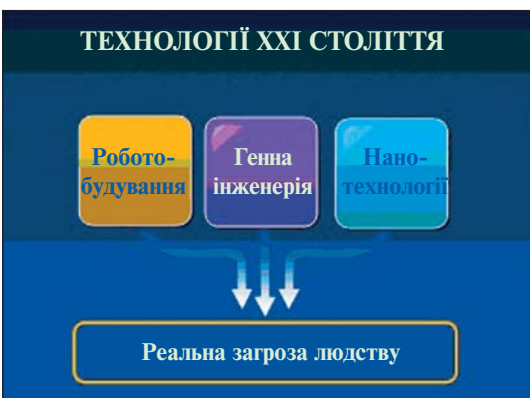 ТЕХНОЛОГІЇ XXI СТОЛІТТЯ
Робото-
будування
Генна
інженерія
Нано-
технології
Реальна загроза людству